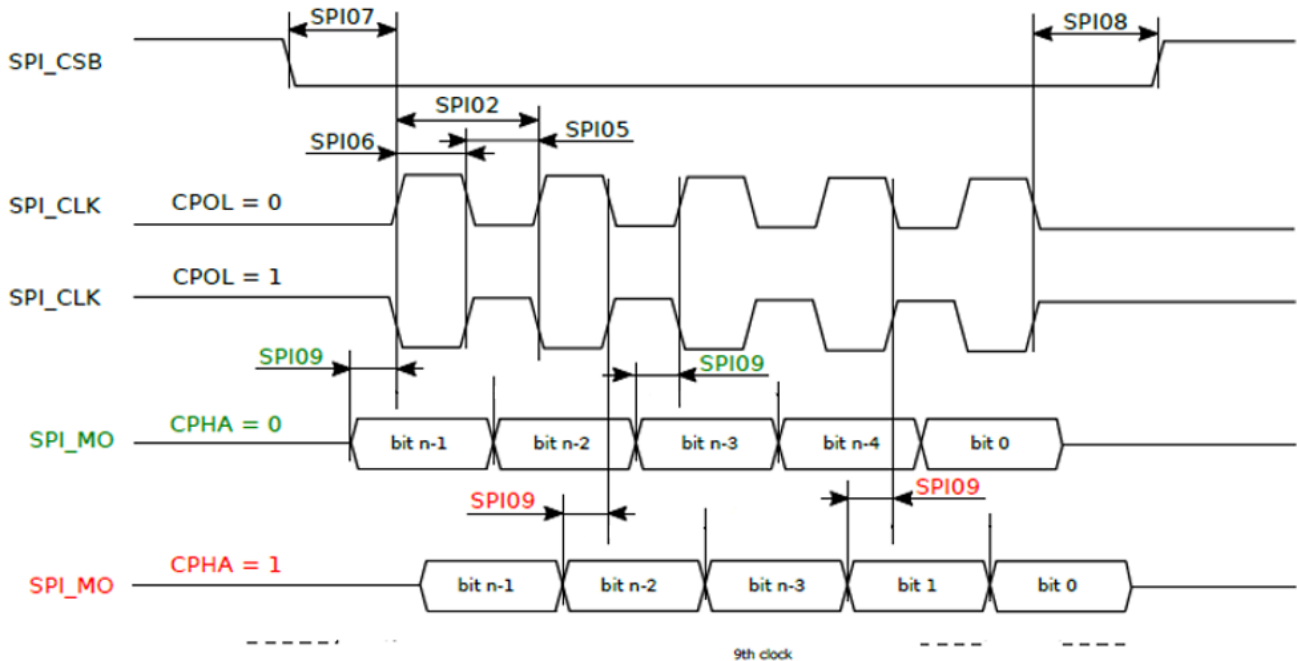 SPI07
SPI08
SPI_CSB
SPI02
SPI05
SPI06
SPI_CLK CPOL = 0
CPOL = 1
SPI_CLK
SPI09 SPI09
SPI_MO CPHA = 0 bit n-1 bit n-2 bit n-3 bit n-4 bit 0
SPI09 SPI09
SPI_MO CPHA = 1 bit n-1 bit n-2 bit n-3 bit 1 bit 0
9th clock